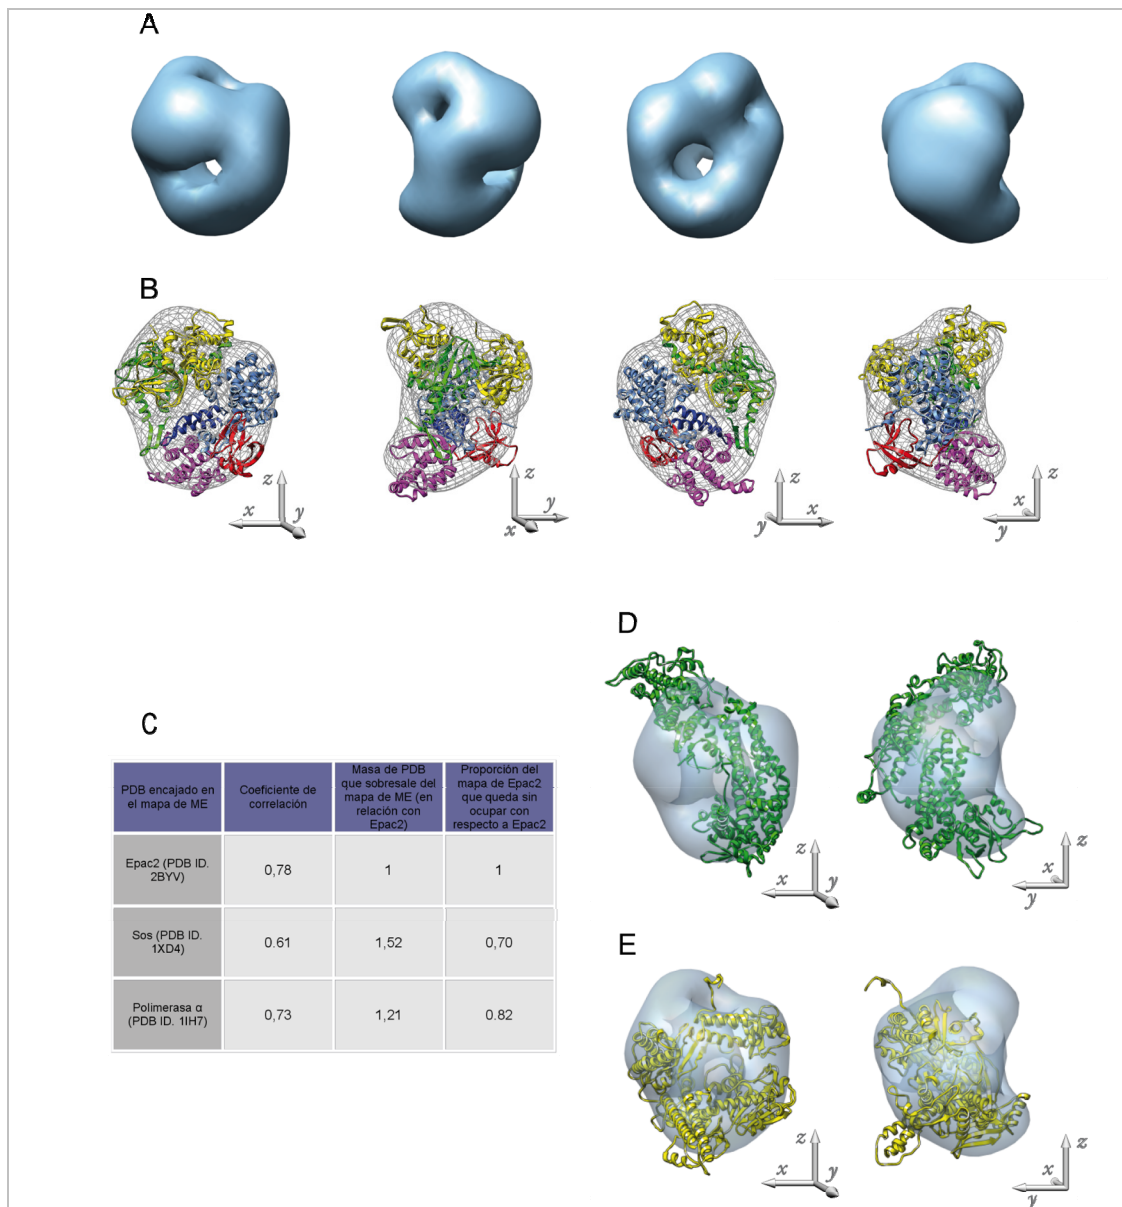 A
B
z
x
y
z
y
x
z
y
x
z
x
y
D
C
PDB encajado en
el mapa de ME
Coeficiente de
correlación
Masa de PDB
que sobresale del
mapa de ME (en
relación con
Epac2)
Proporción del
mapa de Epac2
que queda sin
ocupar con
respecto a Epac2
Epac2 (PDB ID.
2BYV)
0,78
1
1
Sos (PDB ID.
1XD4)
0.61
1,52
0,70
Polimerasa α
(PDB ID. 1IH7)
0,73
1,21
0.82
z
x
y
z
x
y
E
z
x
y
z
x
y